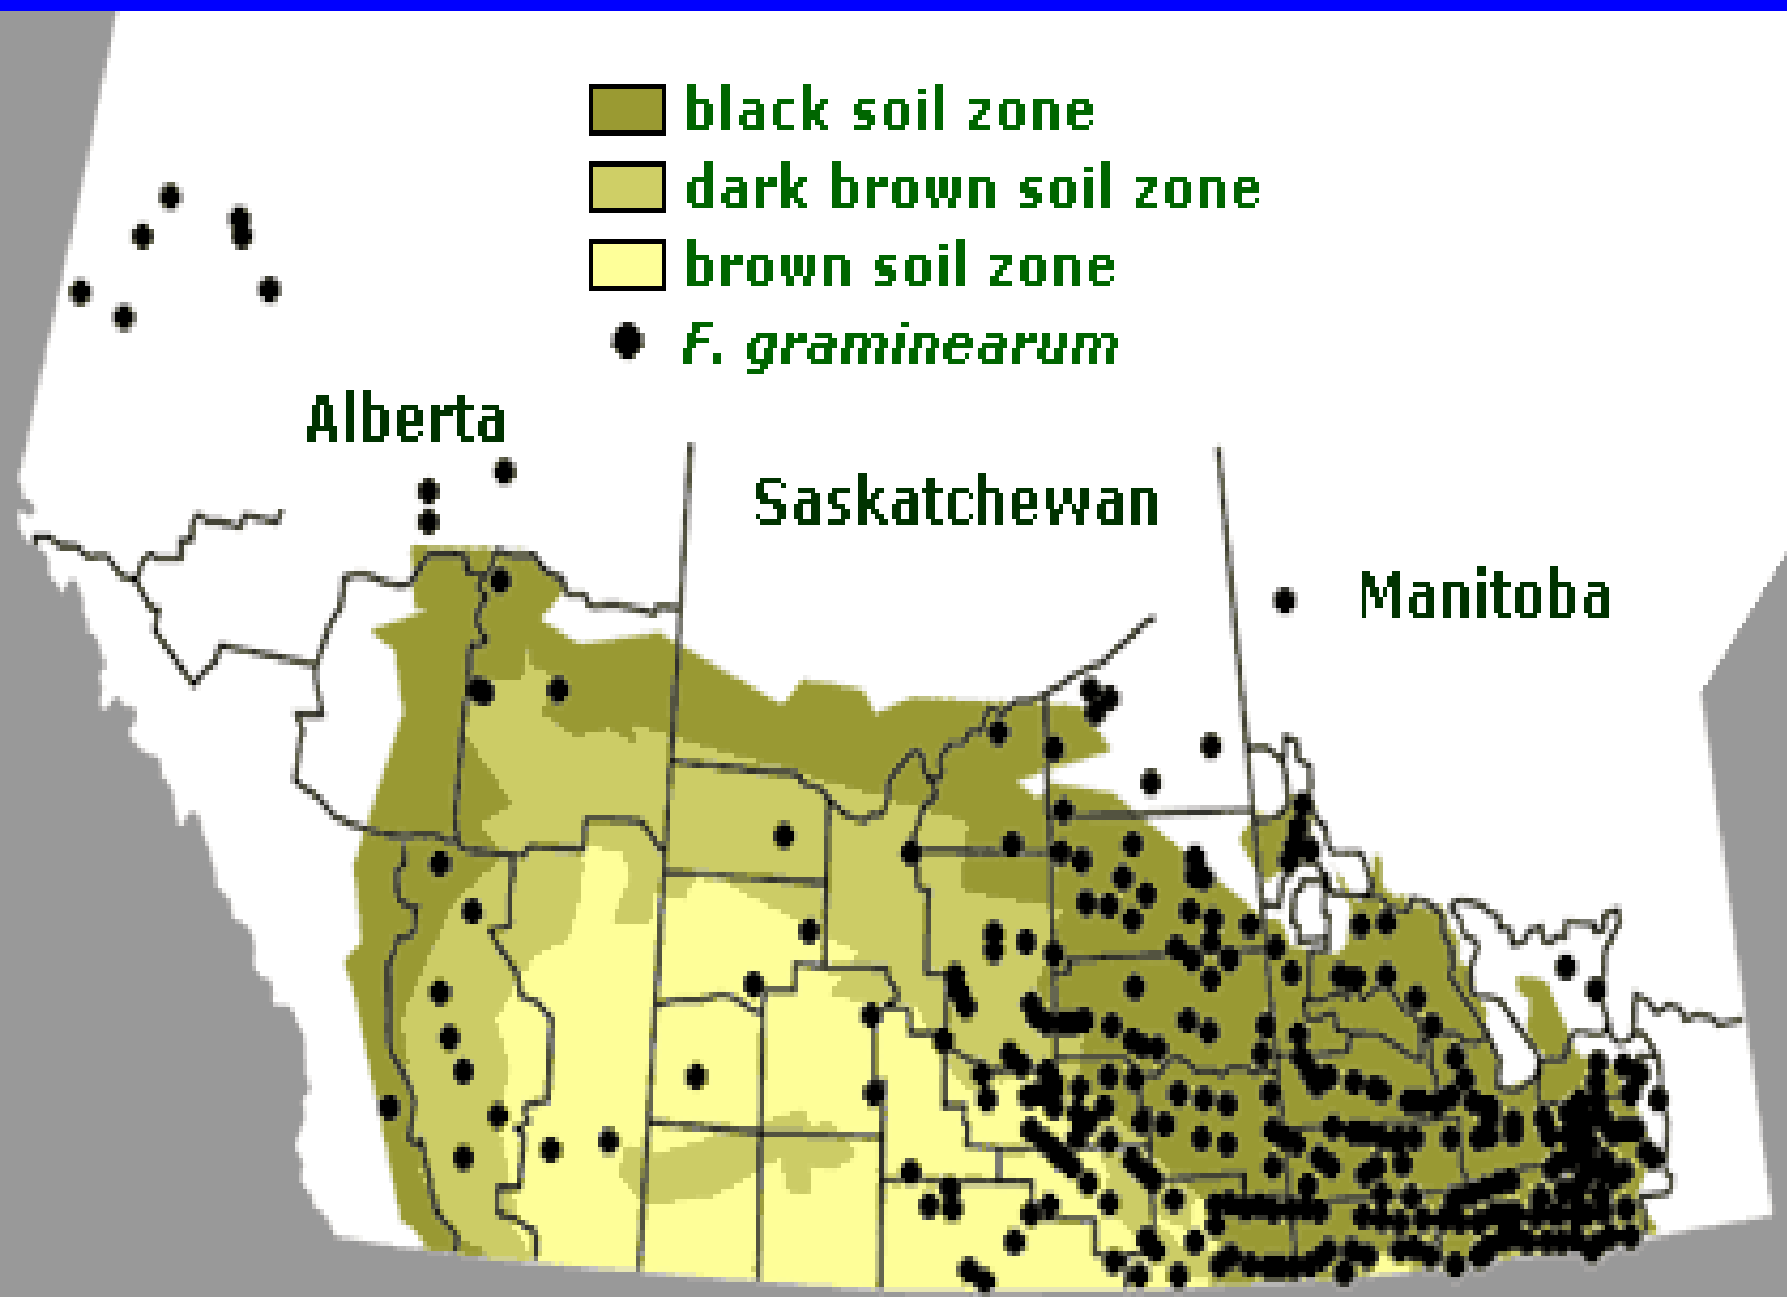 black soil zone
dark brown soil zone
brown soil zone
F. graminearum
Alberta
Saskatchewan
Manitoba